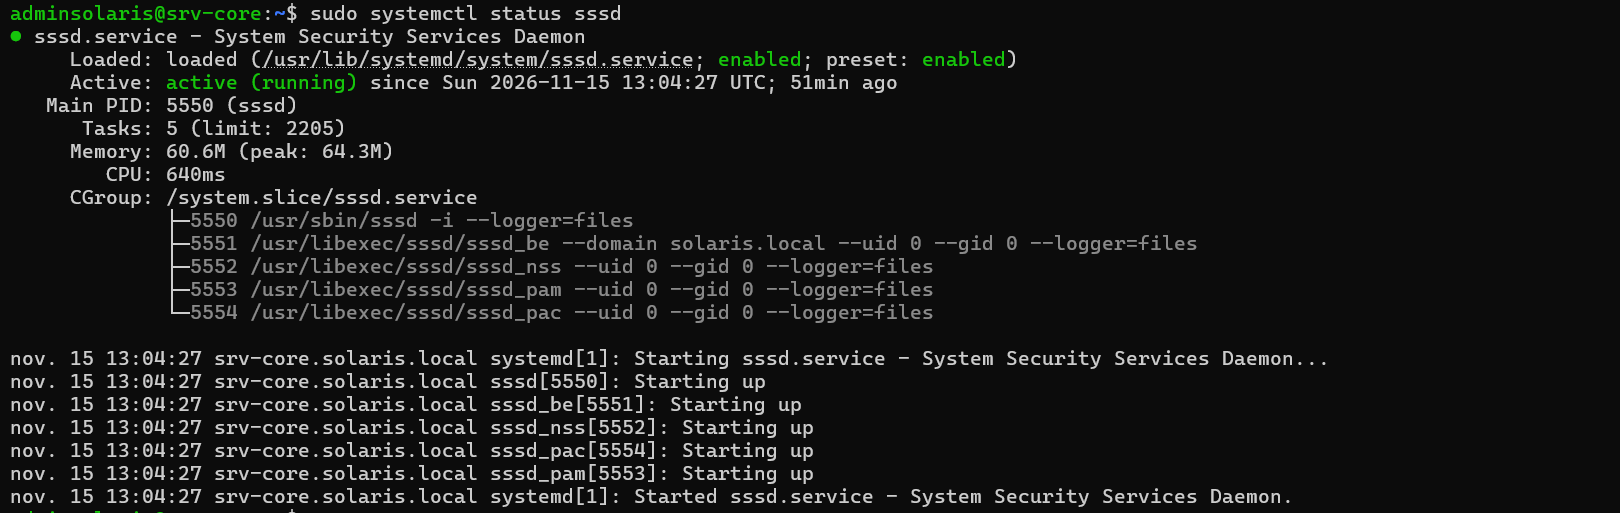 adminsolaris@srv-core:~$ sudo systemctl status sssd
● sssd.service - System Security Services Daemon
Loaded: loaded (/usr/lib/systemd/system/sssd.service; enabled; preset: enabled)
Active: active (running) since Sun 2026-11-15 13:04:27 UTC; 51min ago
Main PID: 5550 (sssd)
Tasks: 5 (limit: 2205)
Memory: 60.6M (peak: 64.3M)
CPU: 640ms
CGroup: /system.slice/sssd.service
├─5550 /usr/sbin/sssd -i --logger=files
├─5551 /usr/libexec/sssd/sssd_be --domain solaris.local --uid 0 --gid 0 --logger=files
├─5552 /usr/libexec/sssd/sssd_nss --uid 0 --gid 0 --logger=files
├─5553 /usr/libexec/sssd/sssd_pam --uid 0 --gid 0 --logger=files
└─5554 /usr/libexec/sssd/sssd_pac --uid 0 --gid 0 --logger=files
nov. 15 13:04:27 srv-core.solaris.local systemd[1]: Starting sssd.service - System Security Services Daemon...
nov. 15 13:04:27 srv-core.solaris.local sssd[5550]: Starting up
nov. 15 13:04:27 srv-core.solaris.local sssd_be[5551]: Starting up
nov. 15 13:04:27 srv-core.solaris.local sssd_nss[5552]: Starting up
nov. 15 13:04:27 srv-core.solaris.local sssd_pac[5554]: Starting up
nov. 15 13:04:27 srv-core.solaris.local sssd_pam[5553]: Starting up
nov. 15 13:04:27 srv-core.solaris.local systemd[1]: Started sssd.service - System Security Services Daemon.